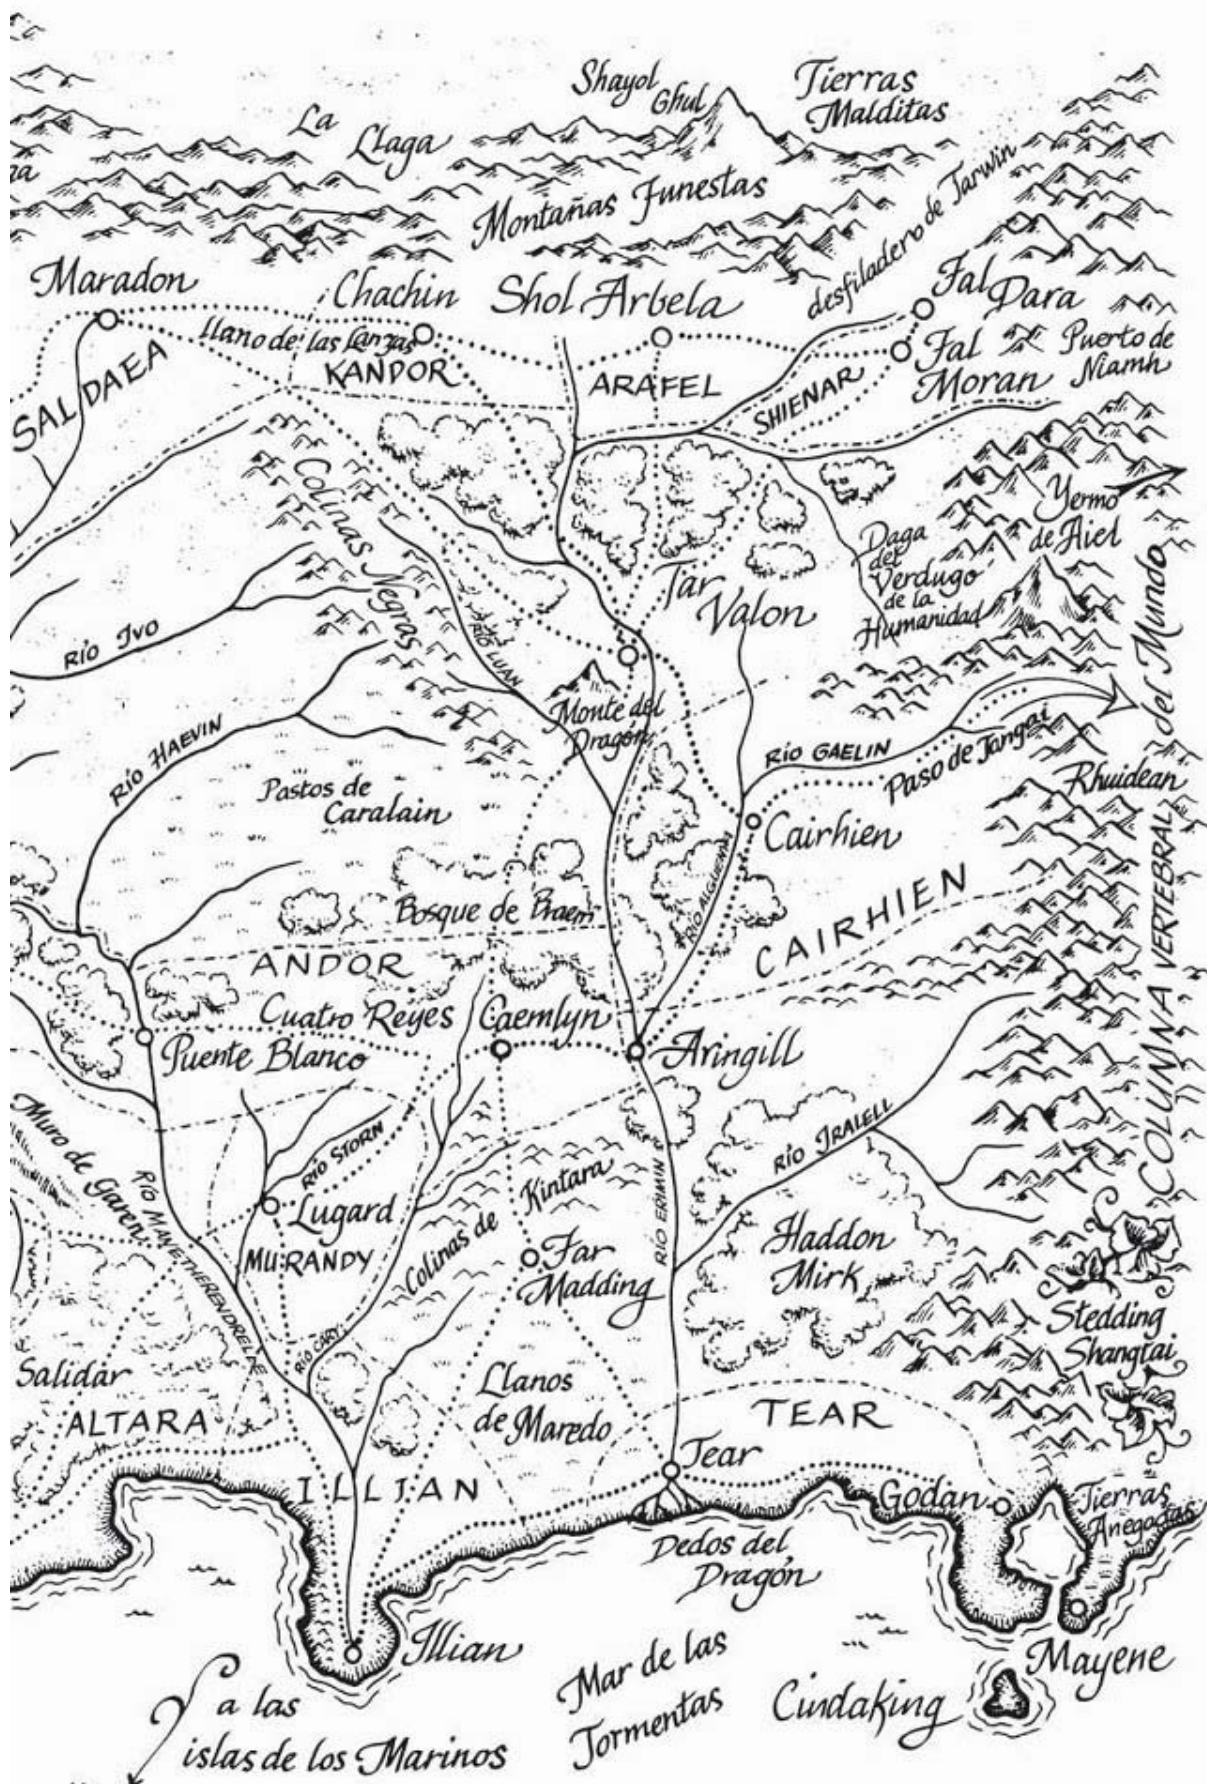 Shayol
Ghul
Tierras
Malditas
La
Llaga
desfiladero de Tarwin
Montañas Funestas
Maradon
Chachin
Shol Arbela
Fal
Dara
Llano de las Lanzas
Fal
Moran
Puerto de
Niamh
SALDAEA
KANDOR
ARAFEL
SHIENAR
Colinas Negras
Yermo
de Aiel
Daga
del
Verdugo
de la
Humanidad
Tar
Valon
RÍO IVO
RÍO LUAN
Monte del
Dragón
RÍO HAEVIN
RÍO GAELIN
Paso de Jangai
Rhuidean
COLUMNA VERTEBRAL del Mundo
Pastos de
Caralain
Cairhien
Bosque de Braem
RÍO ALGUENYA
CAIRHIEN
ANDOR
Cuatro Reyes
Caemlyn
Puente Blanco
Aringill
Muro de Garen
RÍO STORN
RÍO IRALELL
Kintara
Colinas de
RÍO MANETHERENDRELLE
Lugard
RÍO ERININ
MURANDY
Far
Madding
Haddon
Mirk
Stedding
Shangtai
RÍO CARY
Salidar
Llanos
de Maredo
ALTARA
TEAR
Tear
ILLIAN
Godan
Tierras
Anegadas
Dedos del
Dragón
Illian
Mayene
Mar de las
Tormentas
Cindaking
a las
islas de los Marinos